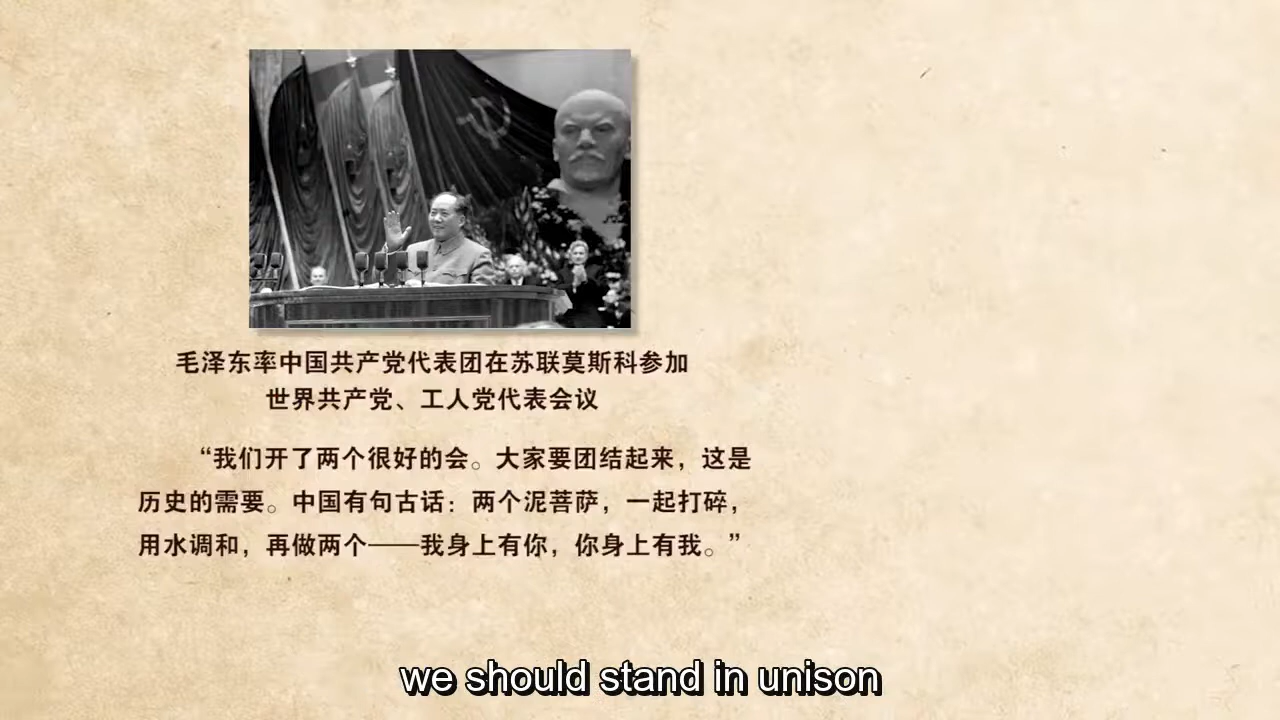 毛泽东率中国共产党代表团在苏联莫斯科参加
世界共产党、工人党代表会议
“我们开了两个很好的会。大家要团结起来，这是
历史的需要。中国有句古话：两个泥菩萨，一起打碎，
用水调和，再做两个——我身上有你，你身上有我。”
we should stand in unison